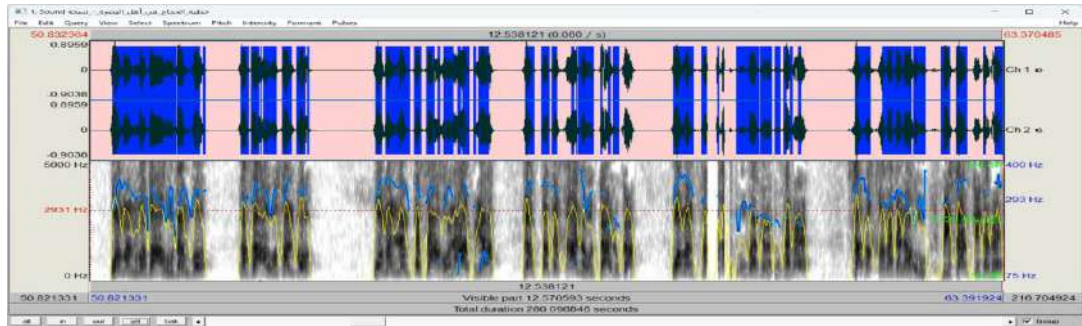 1. Sound
File Edit Query View Select Spectrum Pitch Intensity Formant Pulses Help
50.832364 12.538121 (0.080 / s) 63.370485
0.8959
0 Ch 1
-0.9036
0.8959
0 Ch 2
-0.9036
5000 Hz 400 Hz
2931 Hz 293 Hz
0 Hz 75 Hz
12.538121
50.821331 50.821331 Visible part 12.570593 seconds 63.391924 216.704924
Total duration 280.096848 seconds
all in out sel bak Group